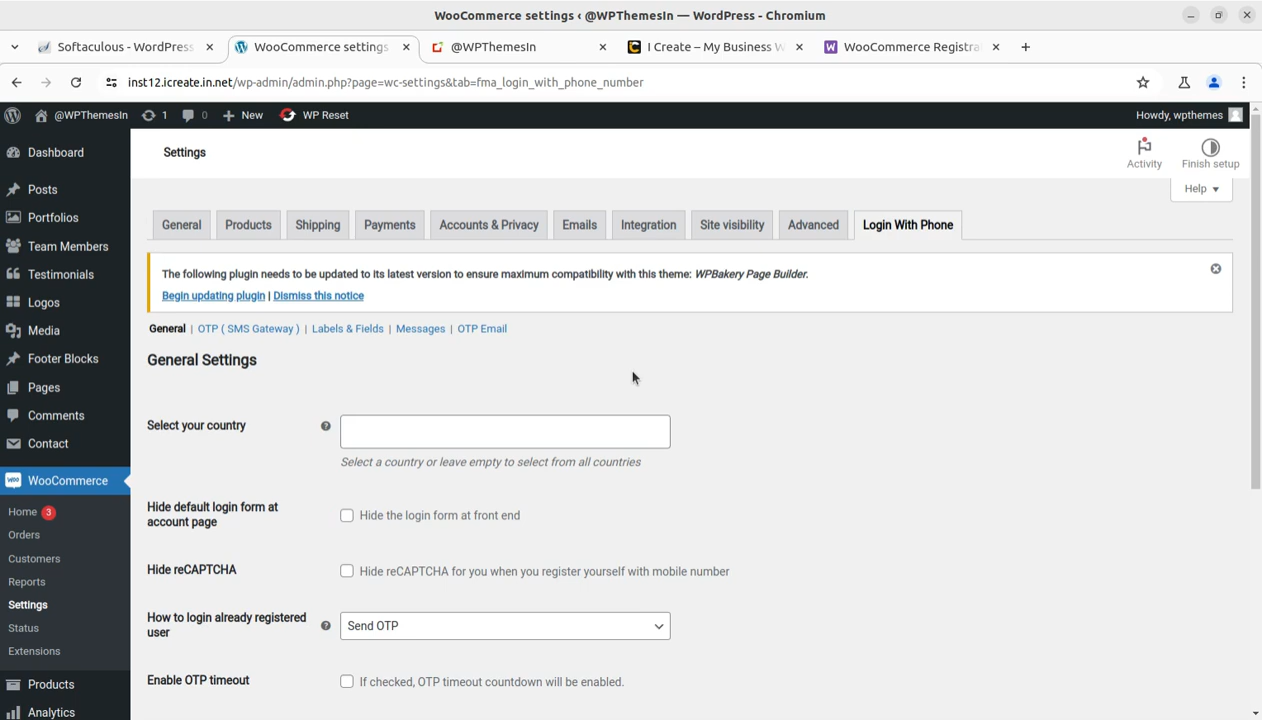 WooCommerce settings ‹ @WPThemesIn — WordPress - Chromium
Softaculous - WordPress
WooCommerce settings
@WPThemesIn
I Create – My Business W
WooCommerce Registra
inst12.icreate.in.net/wp-admin/admin.php?page=wc-settings&tab=fma_login_with_phone_number
@WPThemesIn
1
0
New
WP Reset
Howdy, wpthemes
Dashboard
Posts
Portfolios
Team Members
Testimonials
Logos
Media
Footer Blocks
Pages
Comments
Contact
WooCommerce
Home 3
Orders
Customers
Reports
Settings
Status
Extensions
Products
Analytics
Settings
Activity
Finish setup
Help
General
Products
Shipping
Payments
Accounts & Privacy
Emails
Integration
Site visibility
Advanced
Login With Phone
The following plugin needs to be updated to its latest version to ensure maximum compatibility with this theme: WPBakery Page Builder.
Begin updating plugin | Dismiss this notice
General | OTP ( SMS Gateway ) | Labels & Fields | Messages | OTP Email
General Settings
Select your country
Select a country or leave empty to select from all countries
Hide default login form at
account page
Hide the login form at front end
Hide reCAPTCHA
Hide reCAPTCHA for you when you register yourself with mobile number
How to login already registered
user
Send OTP
Enable OTP timeout
If checked, OTP timeout countdown will be enabled.